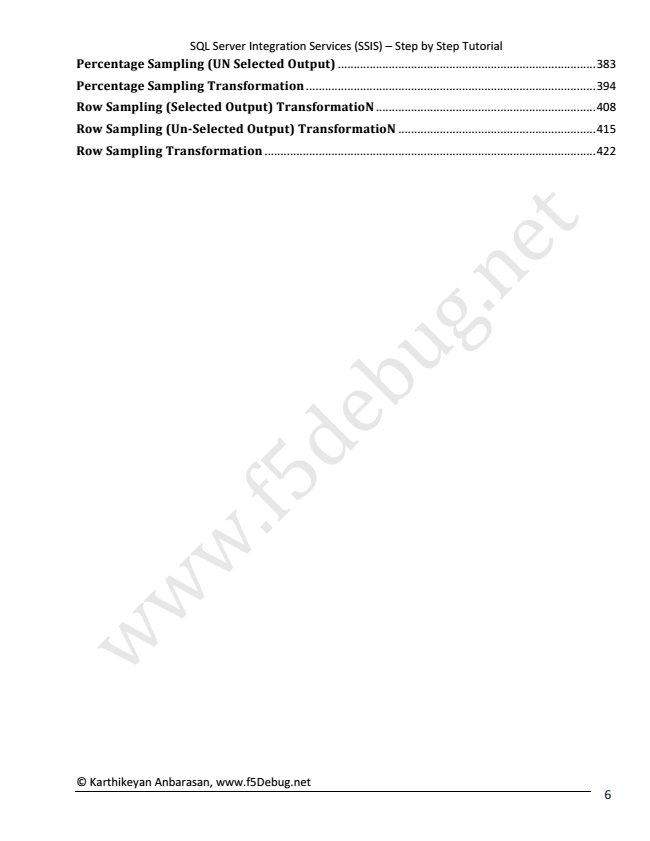 SQL Server Integration Services (SSIS) – Step by Step Tutorial
Percentage Sampling (UN Selected Output) ................................................................................383
Percentage Sampling Transformation..........................................................................................394
Row Sampling (Selected Output) TransformatioN....................................................................408
Row Sampling (Un-Selected Output) TransformatioN .............................................................415
Row Sampling Transformation.......................................................................................................422
www.f5debug.net
© Karthikeyan Anbarasan, www.f5Debug.net
6